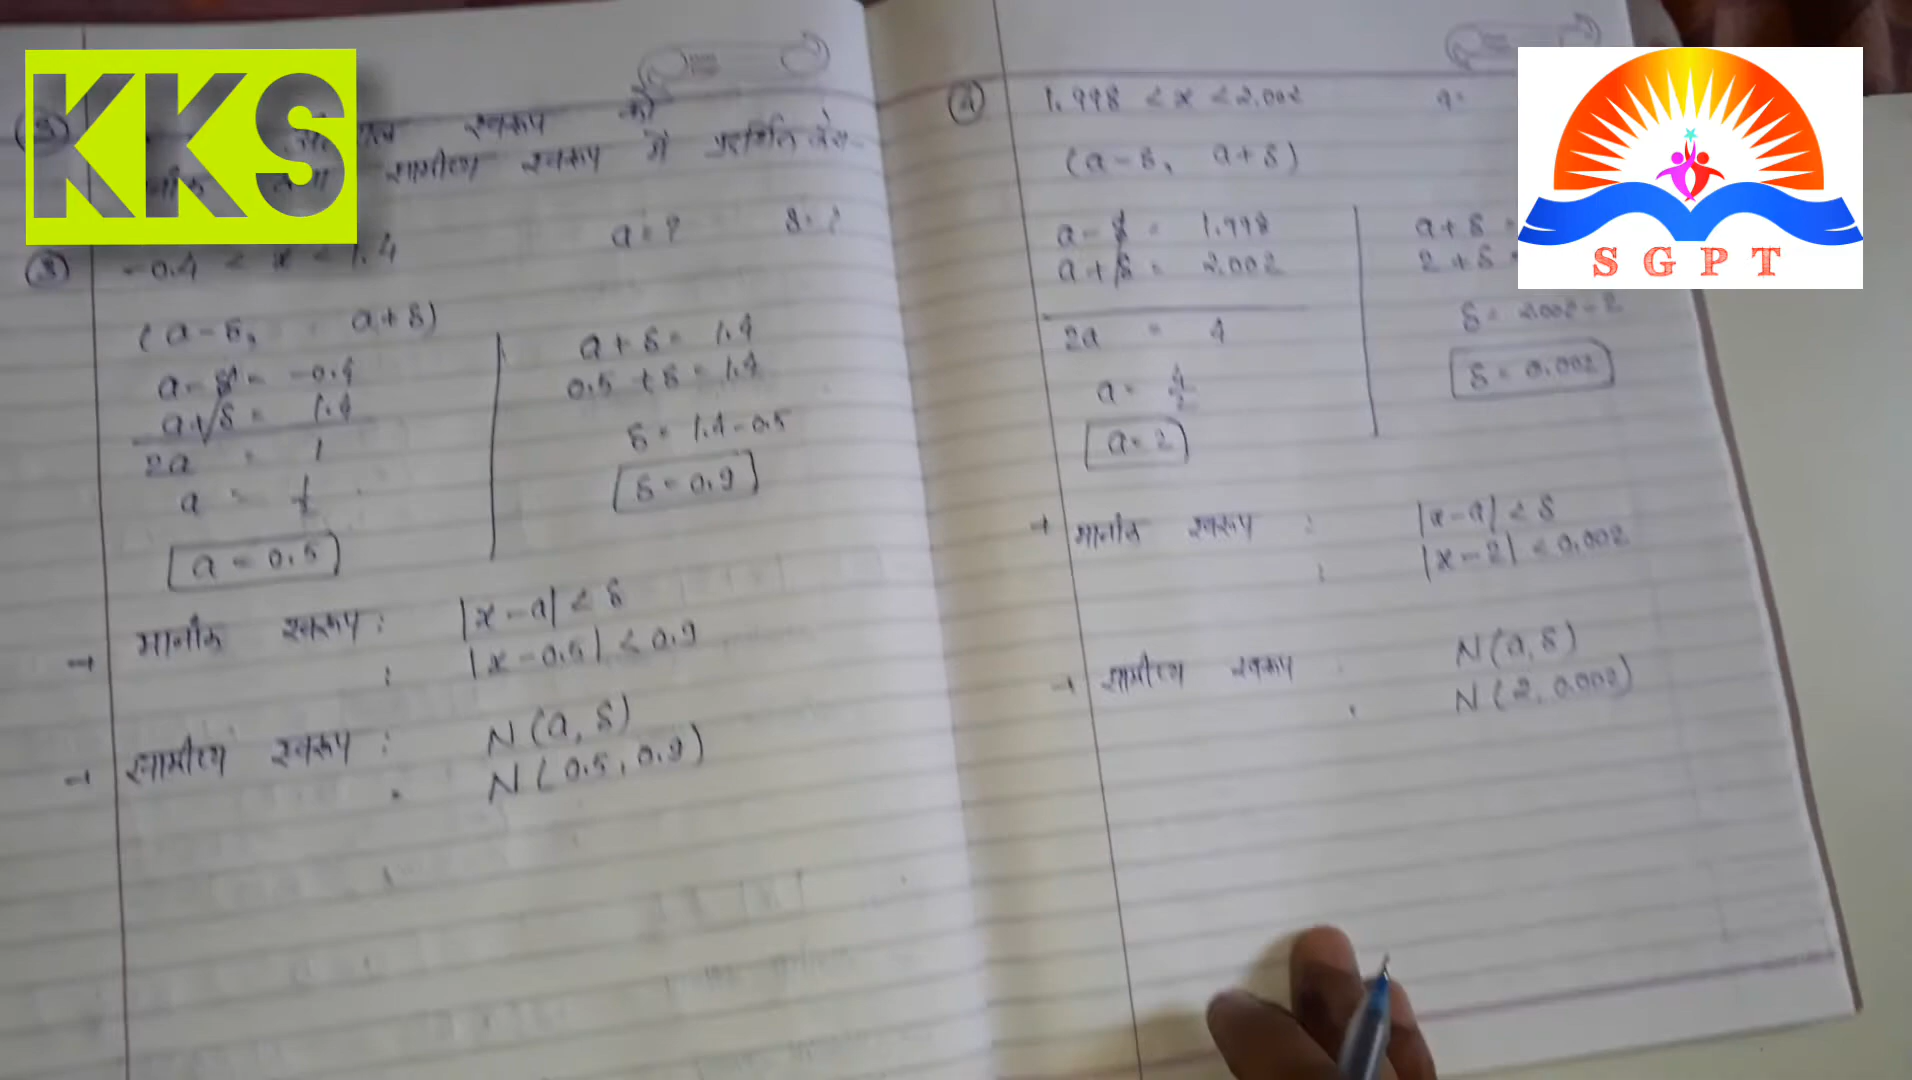 KKS
स्वरूप को
स्वरूप में
(3) -0.4 < x < 1.4 a = ? δ = ?
(a-δ, a+δ)
a-δ = -0.4
a+δ = 1.4
2a = 1
a = 1/2
a = 0.5
a+δ = 1.4
0.5 + δ = 1.4
δ = 1.4-0.5
δ = 0.9
→ मानांक स्वरूप : |x-a| < δ
: |x-0.5| < 0.9
→ सामीप्य स्वरूप : N(a, δ)
N(0.5, 0.9)
(4) 1.998 < x < 2.002 a =
(a-δ, a+δ)
a-δ = 1.998
a+δ = 2.002
2a = 4
a = 4/2
a = 2
a+δ =
2+δ =
δ = 2.002-2
δ = 0.002
→ मानांक स्वरूप : |x-a| < δ
: |x-2| < 0.002
→ सामीप्य स्वरूप : N(a, δ)
N(2, 0.002)
SGPT